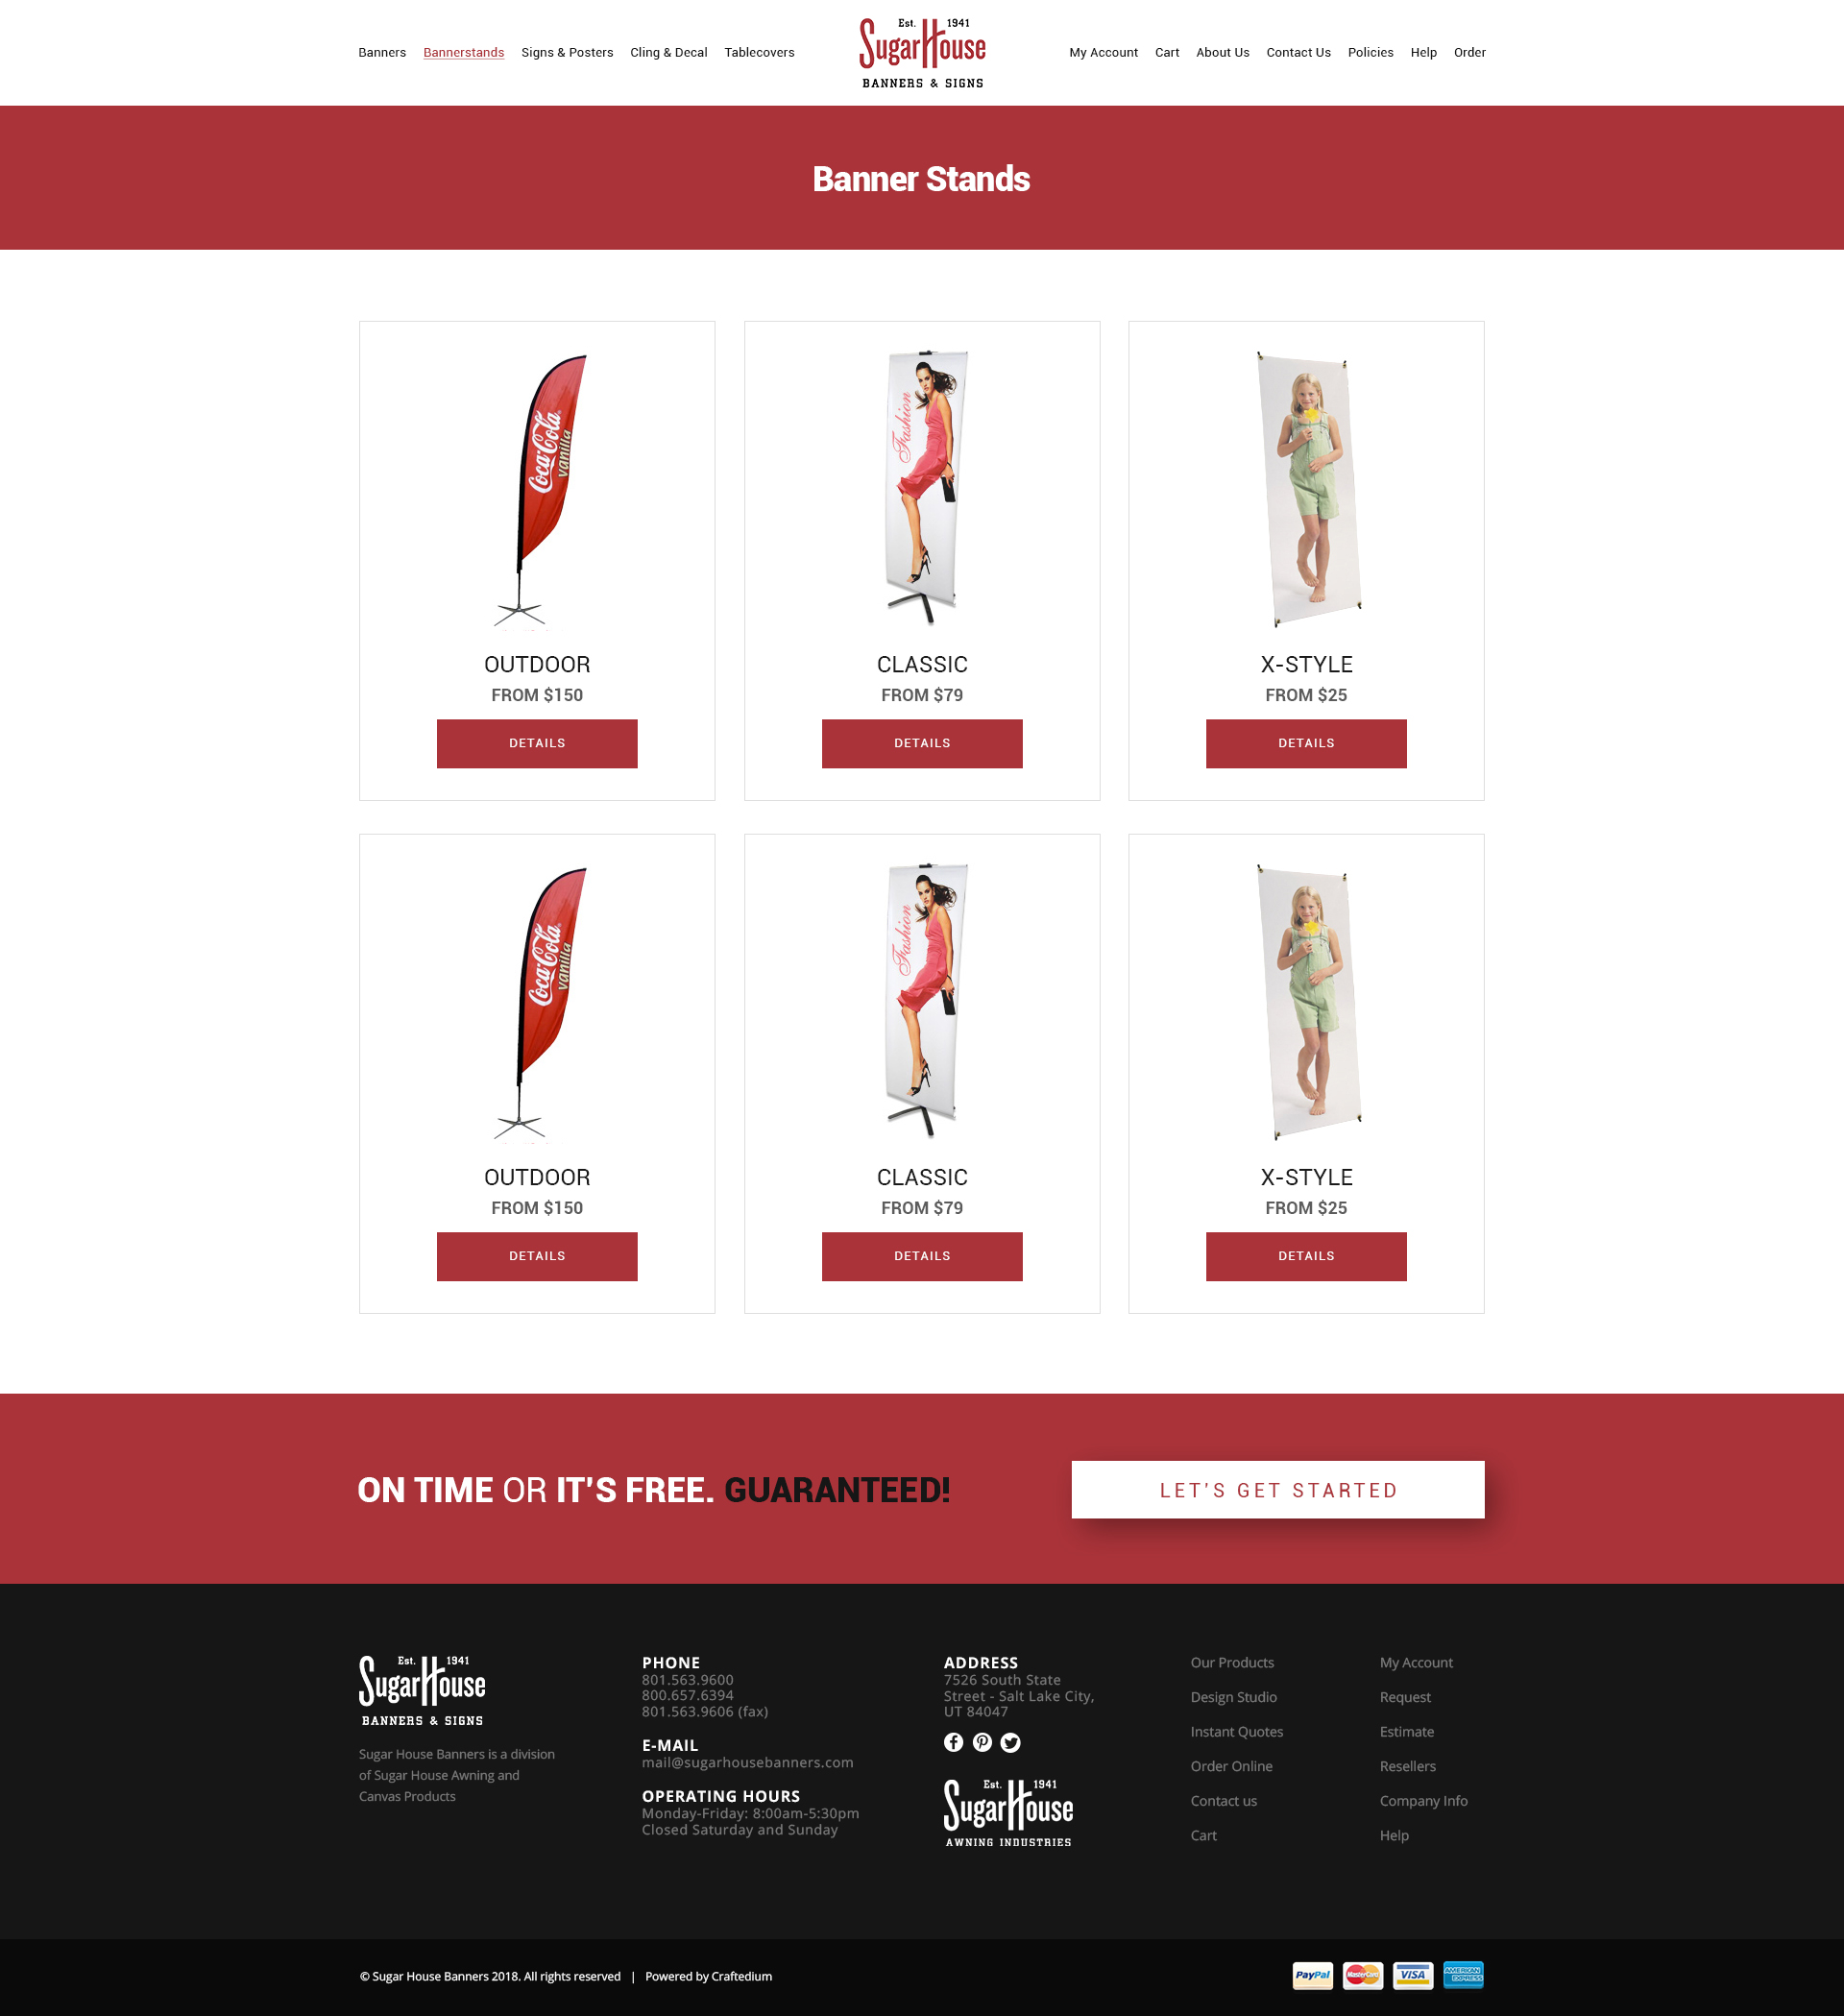 Banners Bannerstands Signs & Posters Cling & Decal Tablecovers
Est. 1941
SugarHouse
BANNERS & SIGNS
My Account Cart About Us Contact Us Policies Help Order
Banner Stands
Coca-Cola
vanilla
Fashion
OUTDOOR
FROM $150
DETAILS
CLASSIC
FROM $79
DETAILS
X-STYLE
FROM $25
DETAILS
Coca-Cola
vanilla
Fashion
OUTDOOR
FROM $150
DETAILS
CLASSIC
FROM $79
DETAILS
X-STYLE
FROM $25
DETAILS
ON TIME OR IT'S FREE. GUARANTEED!
LET'S GET STARTED
Est. 1941
SugarHouse
BANNERS & SIGNS
Sugar House Banners is a division
of Sugar House Awning and
Canvas Products
PHONE
801.563.9600
800.657.6394
801.563.9606 (fax)
E-MAIL
mail@sugarhousebanners.com
OPERATING HOURS
Monday-Friday: 8:00am-5:30pm
Closed Saturday and Sunday
ADDRESS
7526 South State
Street - Salt Lake City,
UT 84047
Est. 1941
SugarHouse
AWNING INDUSTRIES
Our Products
Design Studio
Instant Quotes
Order Online
Contact us
Cart
My Account
Request
Estimate
Resellers
Company Info
Help
© Sugar House Banners 2018. All rights reserved | Powered by Craftedium
PayPal MasterCard VISA AMERICAN EXPRESS